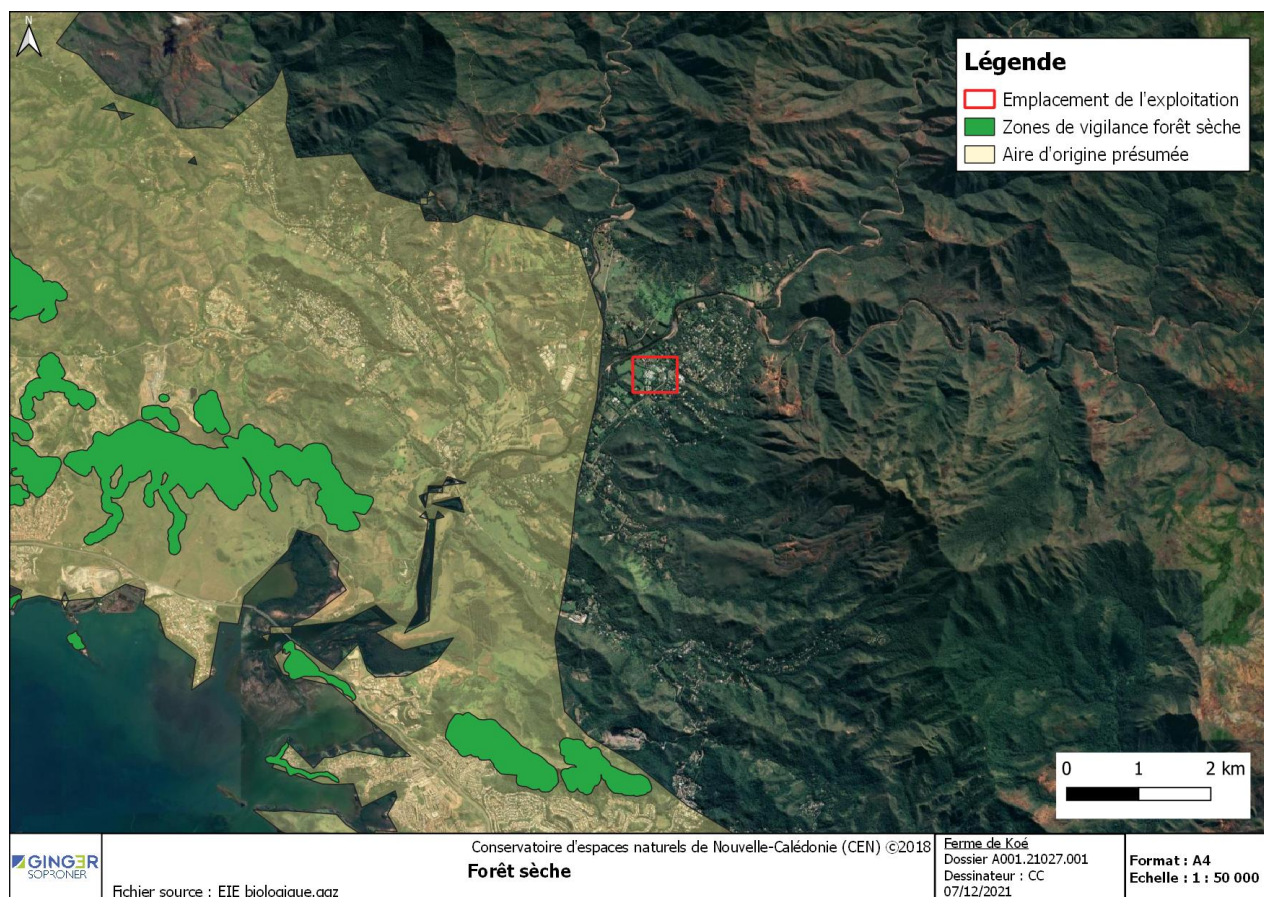 N
Légende
Emplacement de l'exploitation
Zones de vigilance forêt sèche
Aire d'origine présumée
0 1 2 km
GINGER
SOPRONER
Fichier source : EIE biologique.qgz
Conservatoire d'espaces naturels de Nouvelle-Calédonie (CEN) ©2018
Forêt sèche
Ferme de Koé
Dossier A001.21027.001
Dessinateur : CC
07/12/2021
Format : A4
Echelle : 1 : 50 000